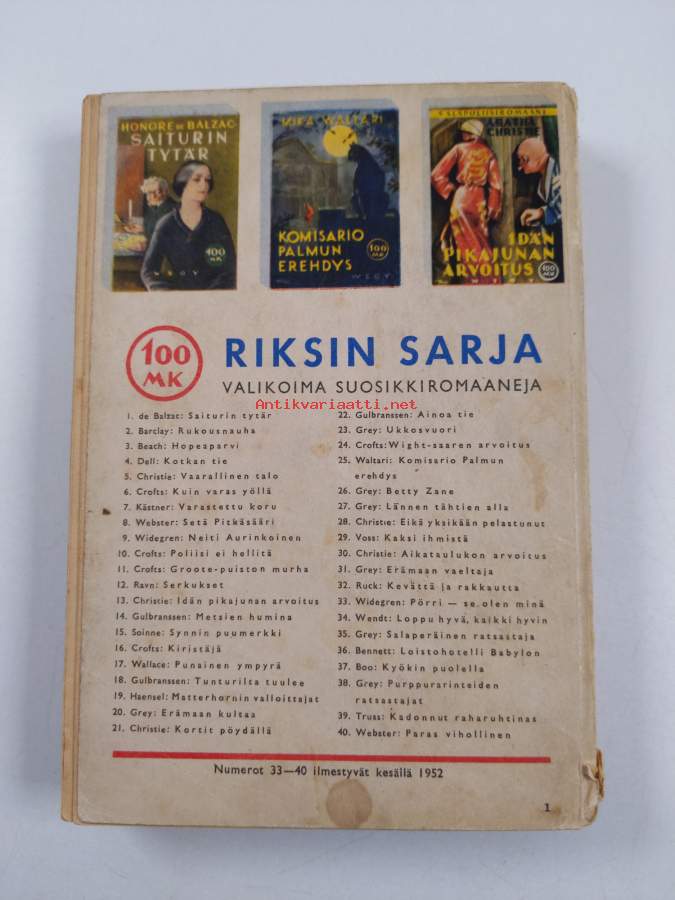 HONORÉ DE BALZAC
SAITURIN
TYTÄR
100
MK
WSOY
MIKA WALTARI
KOMISARIO
PALMUN
EREHDYS
100
MK
WSOY
SALAPOLIISIROMAANI
AGATHA
CHRISTIE
IDÄN
PIKAJUNAN
ARVOITUS
100
MK
100
MK
RIKSIN SARJA
VALIKOIMA SUOSIKKIROMAANEJA
Antikvariaatti.net
1. de Balzac: Saiturin tytär
2. Barclay: Rukousnauha
3. Beach: Hopeaparvi
4. Dell: Kotkan tie
5. Christie: Vaarallinen talo
6. Crofts: Kuin varas yöllä
7. Kästner: Varastettu koru
8. Webster: Setä Pitkäsääri
9. Widegren: Neiti Aurinkoinen
10. Crofts: Poliisi ei hellitä
11. Crofts: Groote-puiston murha
12. Ravn: Serkukset
13. Christie: Idän pikajunan arvoitus
14. Gulbranssen: Metsien humina
15. Soinne: Synnin puumerkki
16. Crofts: Kiristäjä
17. Wallace: Punainen ympyrä
18. Gulbranssen: Tunturilta tuulee
19. Haensel: Matterhornin valloittajat
20. Grey: Erämaan kultaa
21. Christie: Kortit pöydällä
22. Gulbranssen: Ainoa tie
23. Grey: Ukkosvuori
24. Crofts: Wight-saaren arvoitus
25. Waltari: Komisario Palmun
erehdys
26. Grey: Betty Zane
27. Grey: Lännen tähtien alla
28. Christie: Eikä yksikään pelastunut
29. Voss: Kaksi ihmistä
30. Christie: Aikataulukon arvoitus
31. Grey: Erämaan vaeltaja
32. Ruck: Kevättä ja rakkautta
33. Widegren: Pörri — se olen minä
34. Wendt: Loppu hyvä, kaikki hyvin
35. Grey: Salaperäinen ratsastaja
36. Bennett: Loistohotelli Babylon
37. Boo: Kyökin puolella
38. Grey: Purppurarinteiden
ratsastajat
39. Truss: Kadonnut raharuhtinas
40. Webster: Paras vihollinen
Numerot 33—40 ilmestyvät kesällä 1952
1